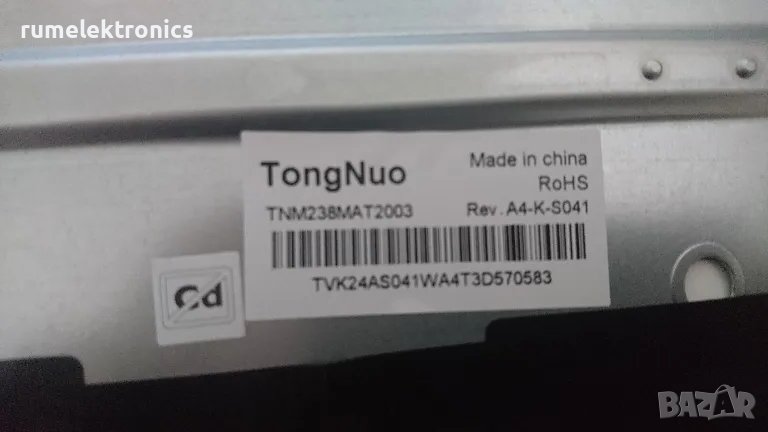 rumelektronics
TongNuo
Made in china
RoHS
TNM238MAT2003
Rev. A4-K-S041
TVK24AS041WA4T3D570583
Cd
BAZAR